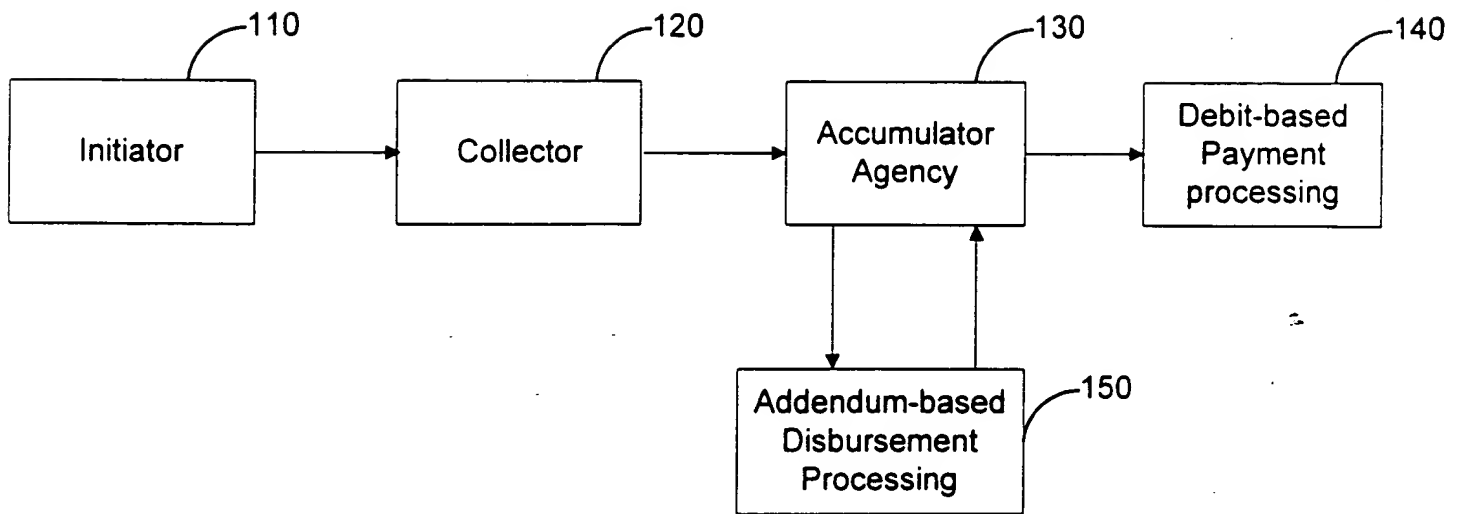 110
120
130
140
Initiator
Collector
Accumulator
Agency
Debit-based
Payment
processing
150
Addendum-based
Disbursement
Processing